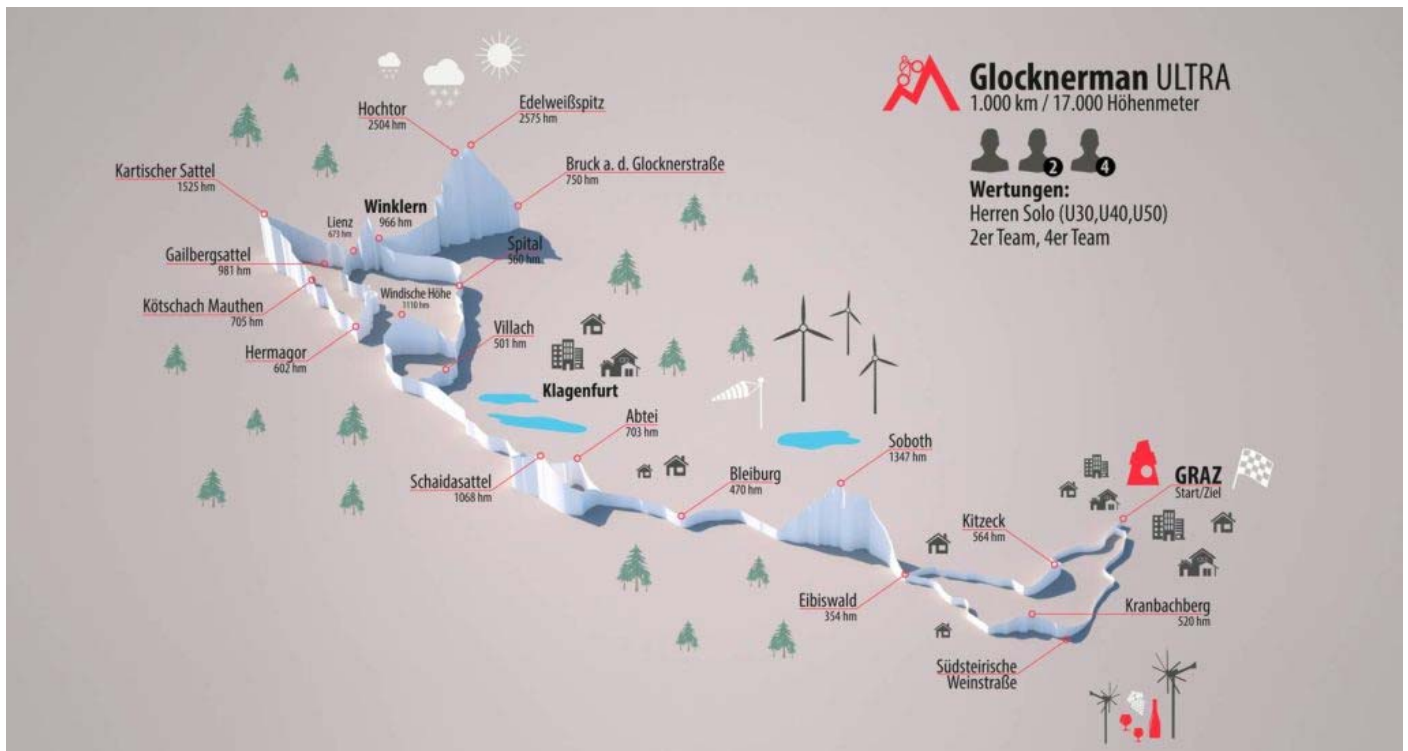 Glocknerman ULTRA
1.000 km / 17.000 Höhenmeter
2
4
Wertungen:
Herren Solo (U30,U40,U50)
2er Team, 4er Team
Hochtor
2504 hm
Edelweißspitz
2575 hm
Kartischer Sattel
1525 hm
Bruck a. d. Glocknerstraße
750 hm
Winklern
966 hm
Lienz
673 hm
Gailbergsattel
981 hm
Spital
560 hm
Kötschach Mauthen
705 hm
Windische Höhe
1110 hm
Hermagor
602 hm
Villach
501 hm
Klagenfurt
Abtei
703 hm
Schaidasattel
1068 hm
Bleiburg
470 hm
Soboth
1347 hm
GRAZ
Start/Ziel
Kitzeck
564 hm
Eibiswald
354 hm
Kranbachberg
520 hm
Südsteirische
Weinstraße